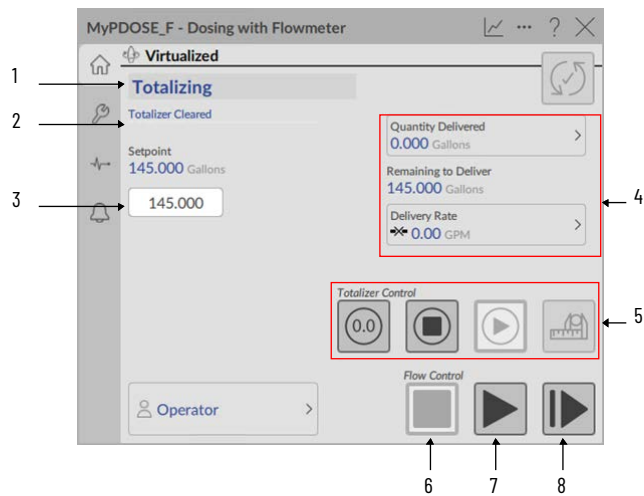 MyPDOSE_F - Dosing with Flowmeter
...
?
Virtualized
1
Totalizing
2
Totalizer Cleared
Quantity Delivered
0.000 Gallons
Setpoint
145.000 Gallons
Remaining to Deliver
145.000 Gallons
3
145.000
4
Delivery Rate
0.00 GPM
Totalizer Control
0.0
5
Flow Control
Operator
6
7
8